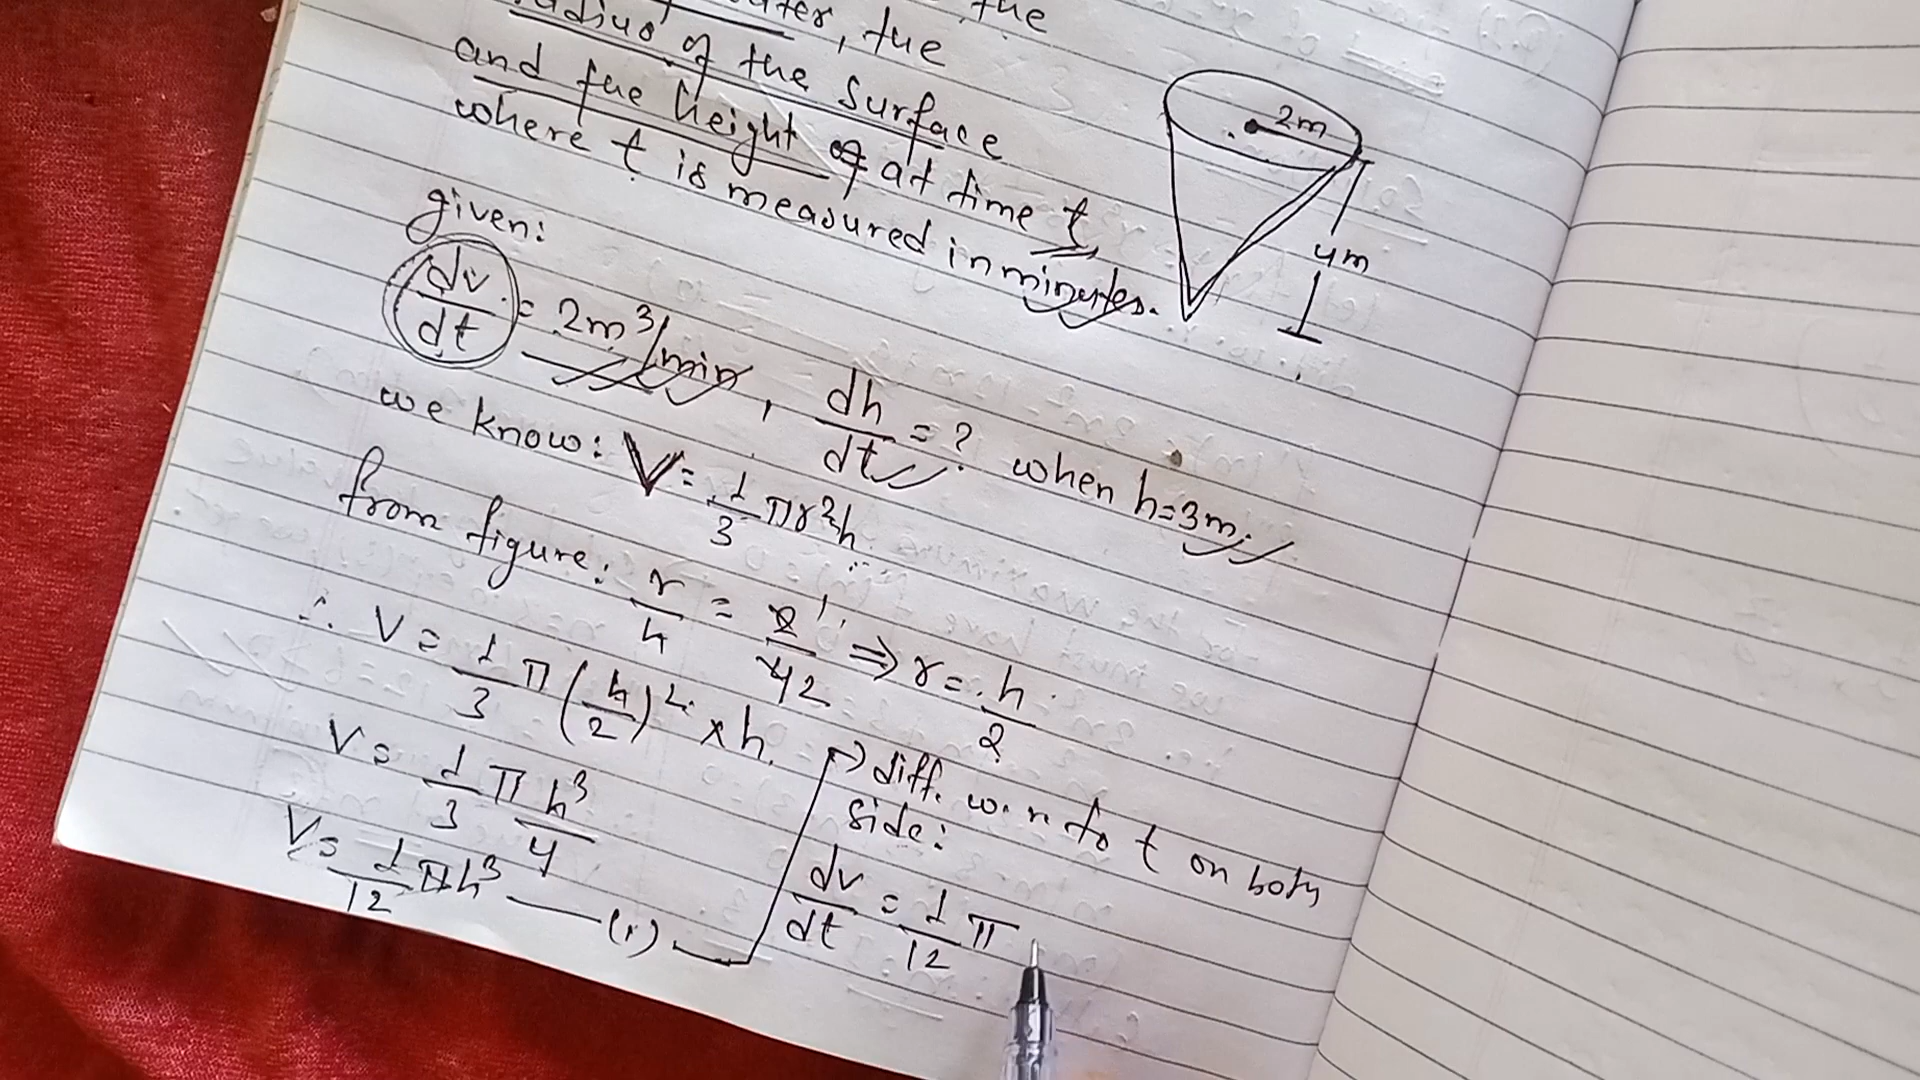 the
water, the
radius of the surface
and the height of at time t
where t is measured in minutes.
2m
4m
given:
dv/dt = 2m³/min, dh/dt = ? when h=3m.
we know: V = 1/3 πr²h
from figure: r/h = 2/4 1 2 ⇒ r = h/2
∴ V = 1/3 π (h/2)² × h.
V = 1/3 π h³/4
V = 1/12 πh³ —— (1)
→ diff. w. r. to t on both
side:
dv/dt = 1/12 π